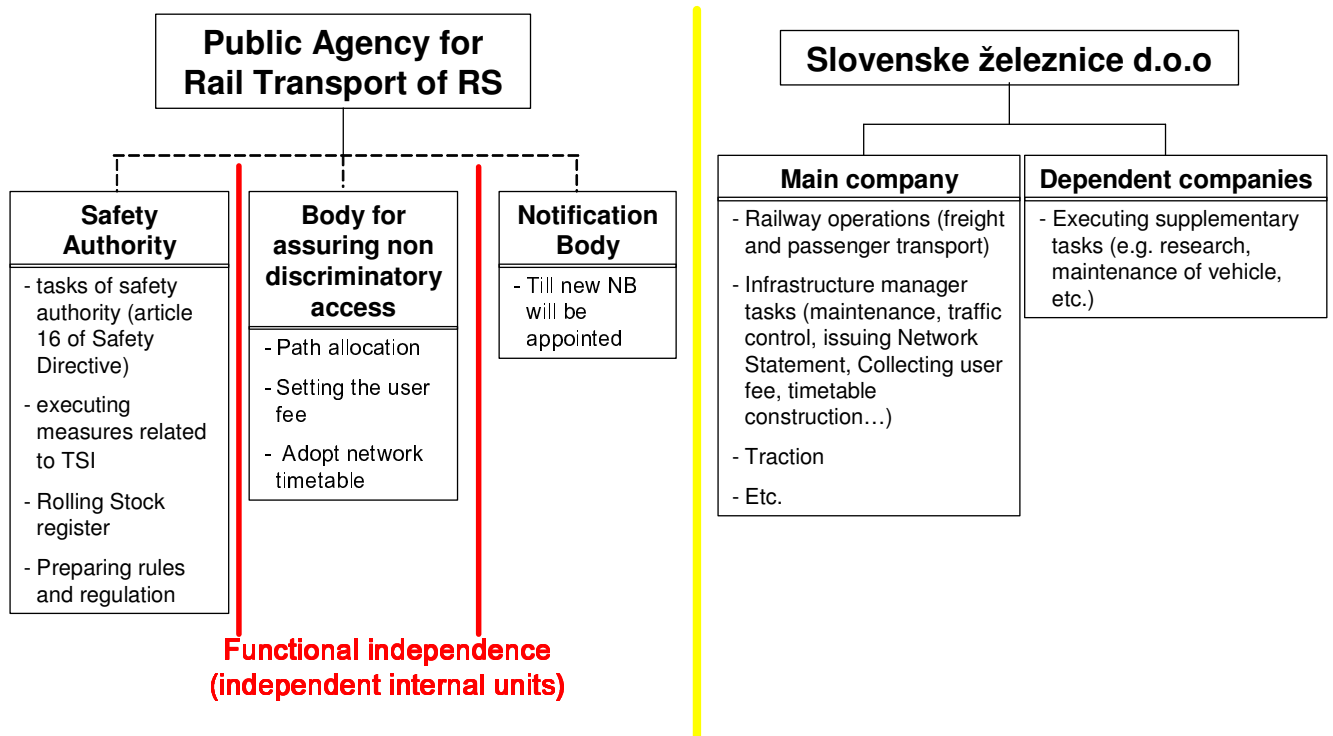 Public Agency for
Rail Transport of RS
Safety
Authority
- tasks of safety
authority (article
16 of Safety
Directive)
- executing
measures related
to TSI
- Rolling Stock
register
- Preparing rules
and regulation
Body for
assuring non
discriminatory
access
- Path allocation
- Setting the user
fee
- Adopt network
timetable
Notification
Body
- Till new NB
will be
appointed
Functional independence
(independent internal units)
Slovenske železnice d.o.o
Main company
- Railway operations (freight
and passenger transport)
- Infrastructure manager
tasks (maintenance, traffic
control, issuing Network
Statement, Collecting user
fee, timetable
construction…)
- Traction
- Etc.
Dependent companies
- Executing supplementary
tasks (e.g. research,
maintenance of vehicle,
etc.)